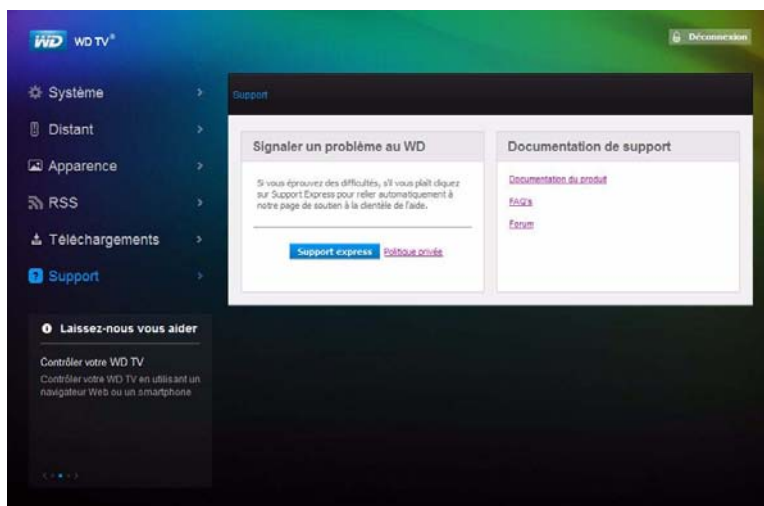 WD WD TV®
Déconnexion
Système
Distant
Apparence
RSS
Téléchargements
Support
Support
Signaler un problème au WD
Si vous éprouvez des difficultés, s'il vous plaît cliquez
sur Support Express pour relier automatiquement à
notre page de soutien à la clientèle de l'aide.
Support express Politique privée
Documentation de support
Documentation du produit
FAQ's
Forum
Laissez-nous vous aider
Contrôler votre WD TV
Contrôler votre WD TV en utilisant un
navigateur Web ou un smartphone